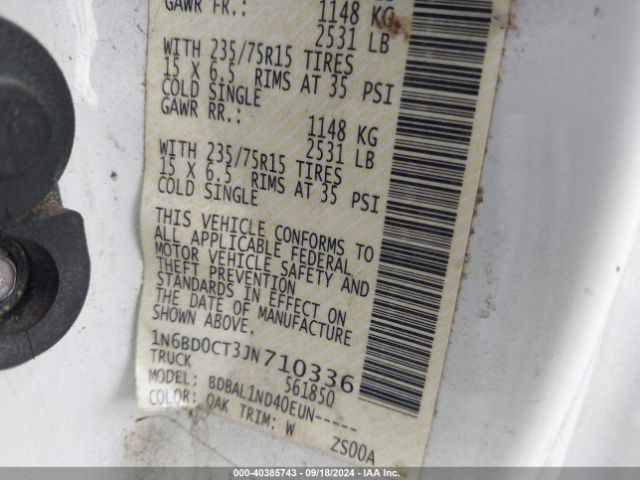 GAWR FR.: 1148 KG
2531 LB
WITH 235/75R15 TIRES
15 X 6.5 RIMS AT 35 PSI
COLD SINGLE
GAWR RR.: 1148 KG
2531 LB
WITH 235/75R15 TIRES
15 X 6.5 RIMS AT 35 PSI
COLD SINGLE
THIS VEHICLE CONFORMS TO
ALL APPLICABLE FEDERAL
MOTOR VEHICLE SAFETY AND
THEFT PREVENTION
STANDARDS IN EFFECT ON
THE DATE OF MANUFACTURE
SHOWN ABOVE.
1N6BD0CT3JN710336
TRUCK 561850
MODEL: BDBAL1ND40EUN-----
COLOR: QAK TRIM: W
ZS00A
000-40385743 - 09/18/2024 - IAA